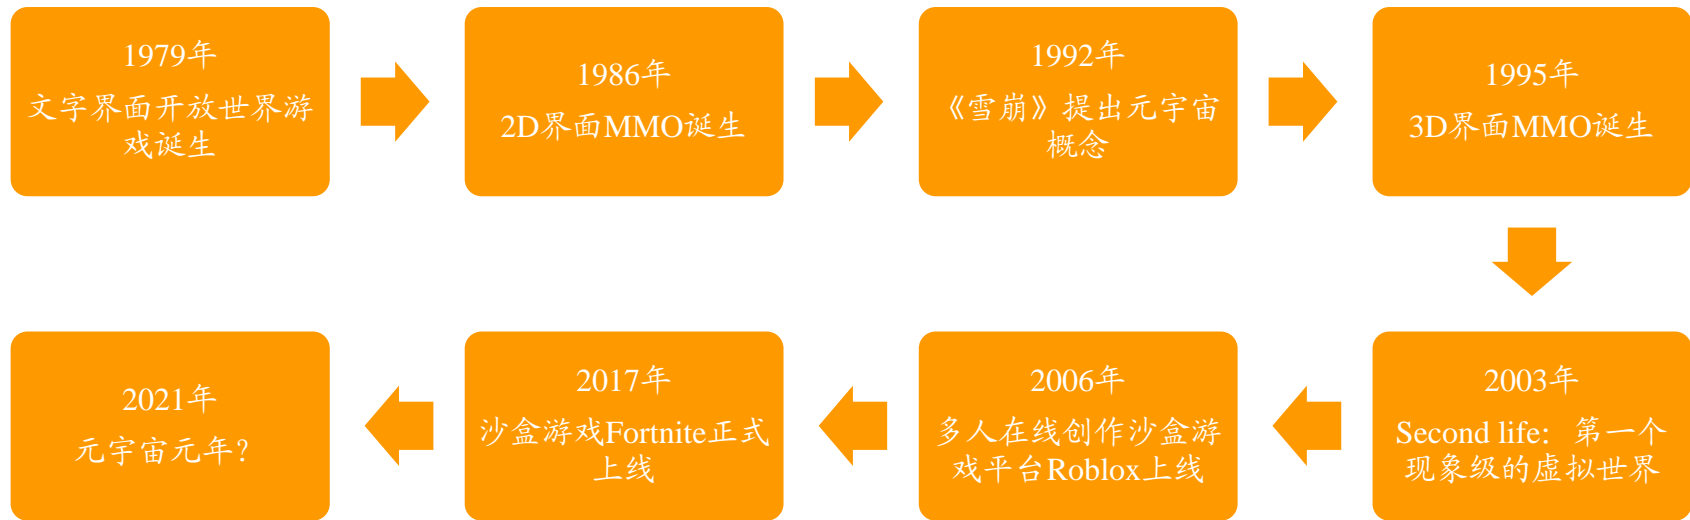 1979年
文字界面开放世界游
戏诞生
1986年
2D界面MMO诞生
1992年
《雪崩》提出元宇宙
概念
1995年
3D界面MMO诞生
2003年
Second life：第一个
现象级的虚拟世界
2006年
多人在线创作沙盒游
戏平台Roblox上线
2017年
沙盒游戏Fortnite正式
上线
2021年
元宇宙元年？